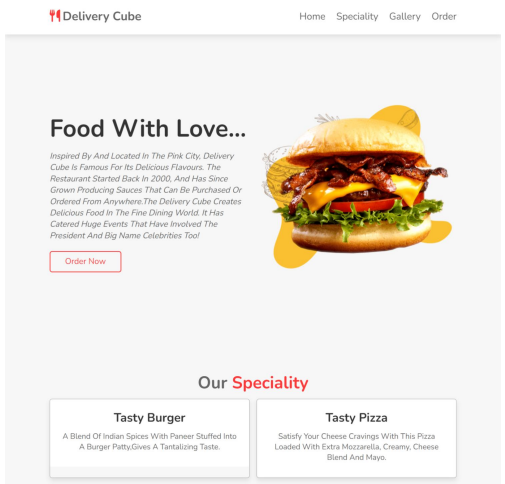 Delivery Cube
Home Speciality Gallery Order
Food With Love...
Inspired By And Located In The Pink City, Delivery
Cube Is Famous For Its Delicious Flavours. The
Restaurant Started Back In 2000, And Has Since
Grown Producing Sauces That Can Be Purchased Or
Ordered From Anywhere.The Delivery Cube Creates
Delicious Food In The Fine Dining World. It Has
Catered Huge Events That Have Involved The
President And Big Name Celebrities Too!
Order Now
Our Speciality
Tasty Burger
A Blend Of Indian Spices With Paneer Stuffed Into
A Burger Patty,Gives A Tantalizing Taste.
Tasty Pizza
Satisfy Your Cheese Cravings With This Pizza
Loaded With Extra Mozzarella, Creamy, Cheese
Blend And Mayo.